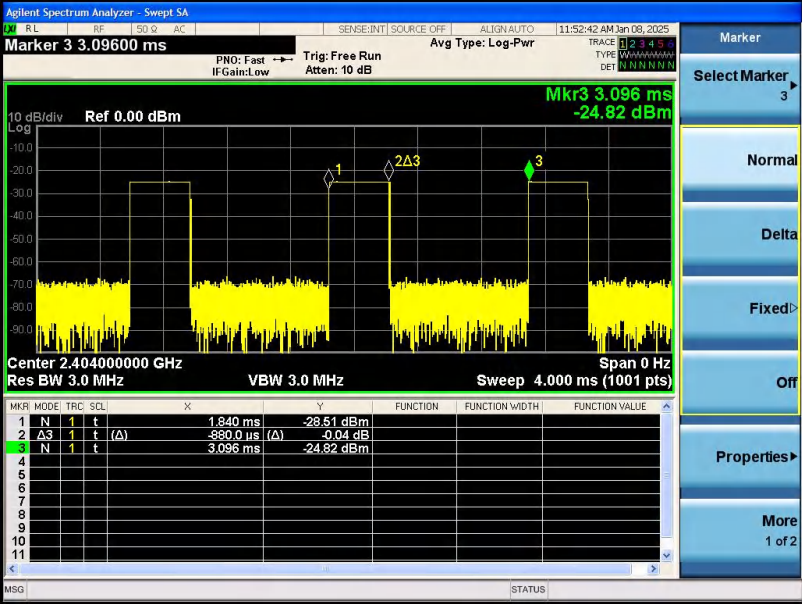 Agilent Spectrum Analyzer - Swept SA
LXI RL RF 50 Ω AC SENSE:INT SOURCE OFF ALIGN AUTO 11:52:42 AM Jan 08, 2025
Marker 3 3.09600 ms
PNO: Fast
IFGain:Low
Trig: Free Run
Atten: 10 dB
Avg Type: Log-Pwr
TRACE 1 2 3 4 5 6
TYPE
DET N N N N N N
Mkr3 3.096 ms
-24.82 dBm
10 dB/div Ref 0.00 dBm
Log
-10.0
-20.0
-30.0
-40.0
-50.0
-60.0
-70.0
-80.0
-90.0
1
2Δ3
3
Center 2.404000000 GHz Span 0 Hz
Res BW 3.0 MHz VBW 3.0 MHz Sweep 4.000 ms (1001 pts)
MKR MODE TRC SCL X Y FUNCTION FUNCTION WIDTH FUNCTION VALUE
1 N 1 t 1.840 ms -28.51 dBm
2 Δ3 1 t (Δ) -880.0 µs (Δ) -0.04 dB
3 N 1 t 3.096 ms -24.82 dBm
4
5
6
7
8
9
10
11
MSG STATUS
Marker
Select Marker
3
Normal
Delta
Fixed
Off
Properties
More
1 of 2